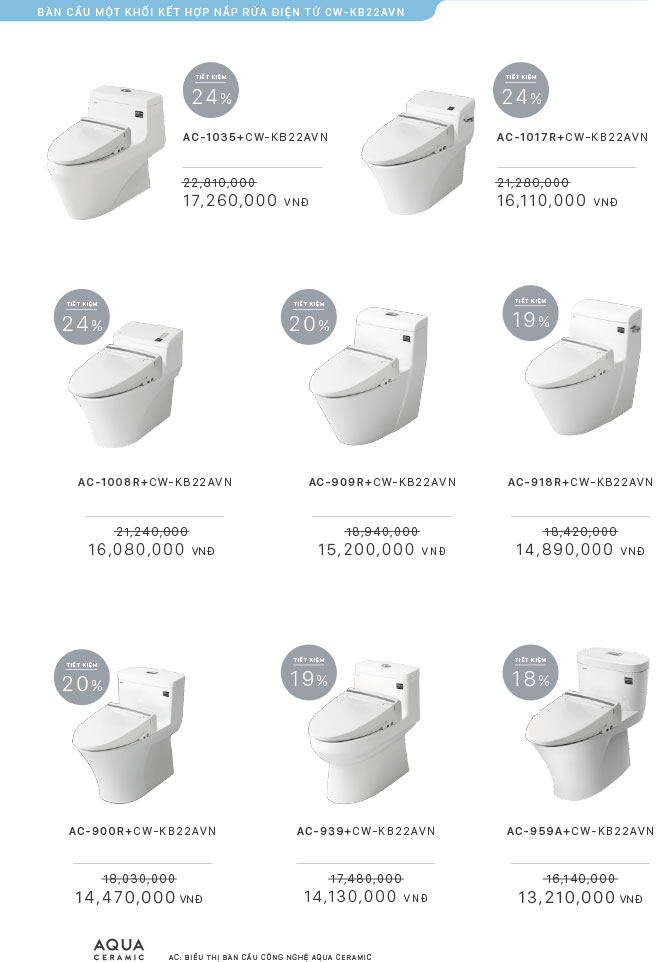 BÀN CẦU MỘT KHỐI KẾT HỢP NẮP RỬA ĐIỆN TỬ CW-KB22AVN
TIẾT KIỆM
24%
AC-1035+CW-KB22AVN
22,810,000
17,260,000 VNĐ
TIẾT KIỆM
24%
AC-1017R+CW-KB22AVN
21,280,000
16,110,000 VNĐ
TIẾT KIỆM
24%
AC-1008R+CW-KB22AVN
21,240,000
16,080,000 VNĐ
TIẾT KIỆM
20%
AC-909R+CW-KB22AVN
18,940,000
15,200,000 VNĐ
TIẾT KIỆM
19%
AC-918R+CW-KB22AVN
18,420,000
14,890,000 VNĐ
TIẾT KIỆM
20%
AC-900R+CW-KB22AVN
18,030,000
14,470,000 VNĐ
TIẾT KIỆM
19%
AC-939+CW-KB22AVN
17,480,000
14,130,000 VNĐ
TIẾT KIỆM
18%
AC-959A+CW-KB22AVN
16,140,000
13,210,000 VNĐ
AQUA
CERAMIC
AC: BIỂU THỊ BÀN CẦU CÔNG NGHỆ AQUA CERAMIC